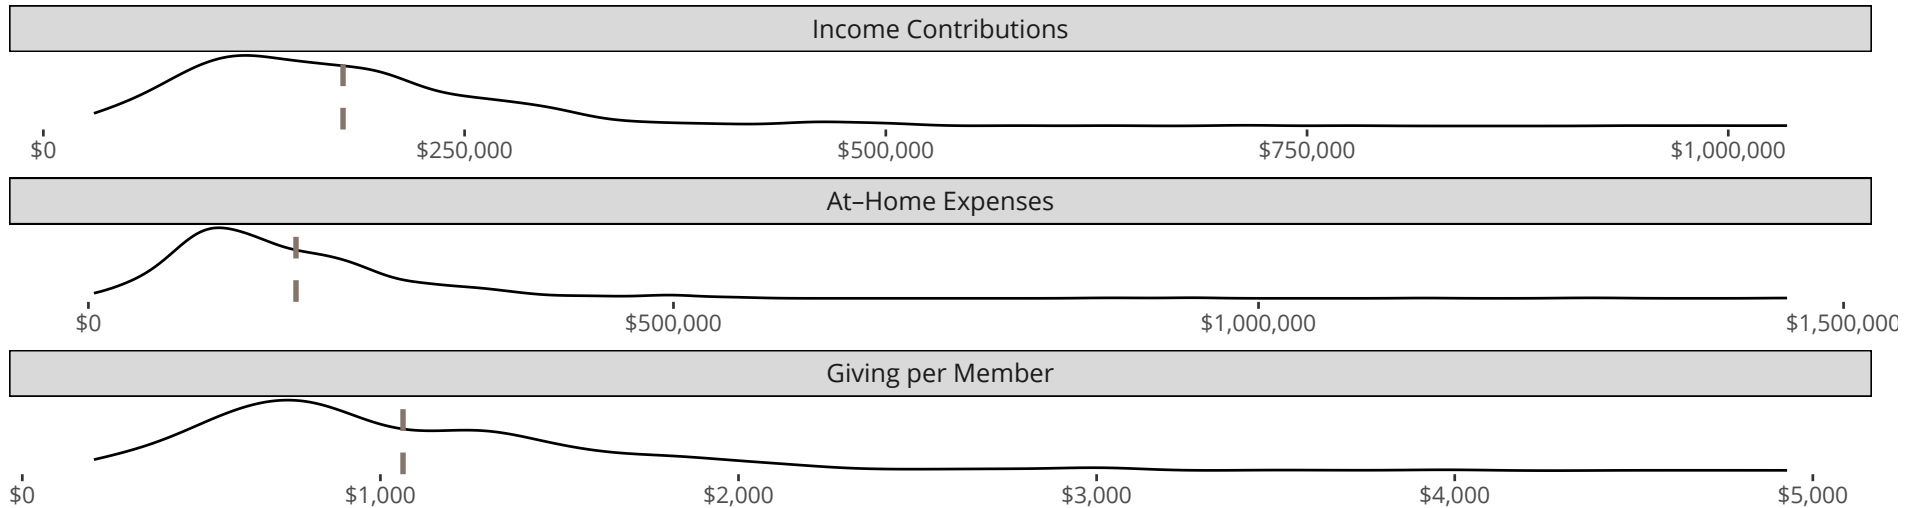 Income Contributions
$0 $250,000 $500,000 $750,000 $1,000,000
At–Home Expenses
$0 $500,000 $1,000,000 $1,500,000
Giving per Member
$0 $1,000 $2,000 $3,000 $4,000 $5,000